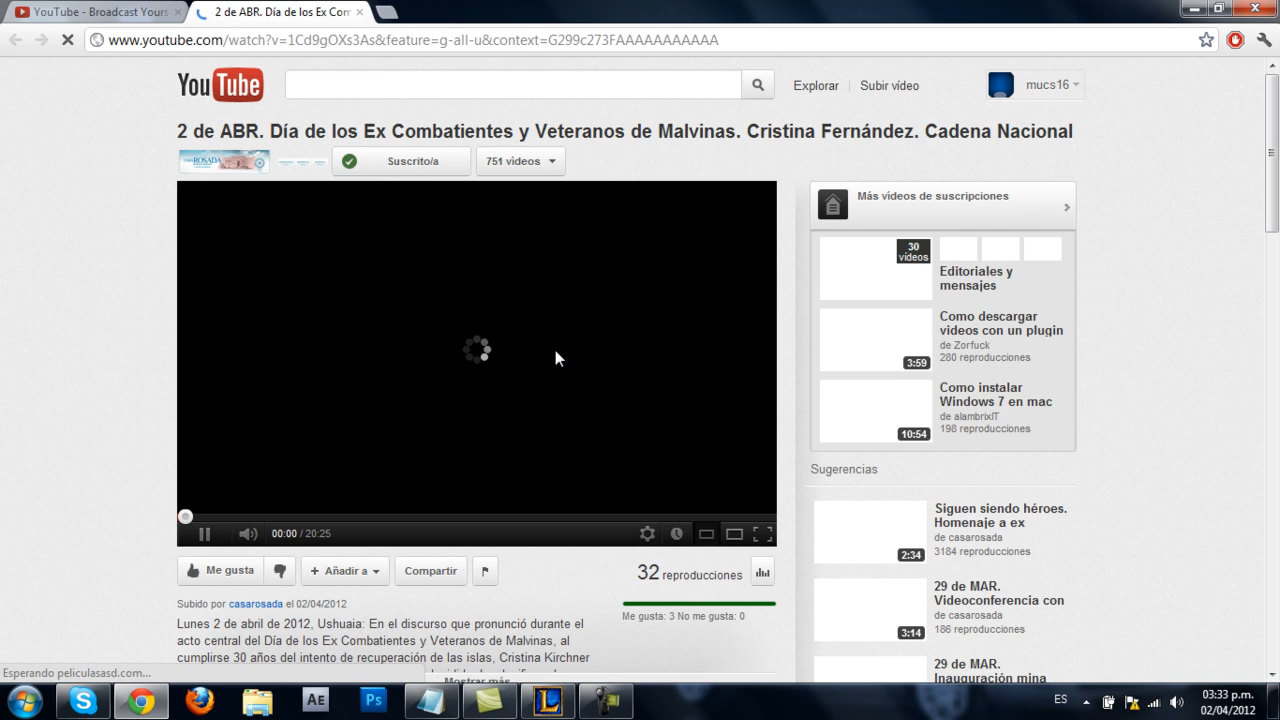 YouTube - Broadcast Yours
2 de ABR. Día de los Ex Com
www.youtube.com/watch?v=1Cd9gOXs3As&feature=g-all-u&context=G299c273FAAAAAAAAAAA
YouTube
Explorar
Subir vídeo
mucs16
2 de ABR. Día de los Ex Combatientes y Veteranos de Malvinas. Cristina Fernández. Cadena Nacional
ROSADA
Suscrito/a
751 videos
Más vídeos de suscripciones
30
vídeos
Editoriales y
mensajes
Como descargar
videos con un plugin
de Zorfuçk
280 reproducciones
3:59
Como instalar
Windows 7 en mac
de alambrixIT
198 reproducciones
10:54
Sugerencias
Siguen siendo héroes.
Homenaje a ex
de casarosada
3184 reproducciones
2:34
29 de MAR.
Videoconferencia con
de casarosada
186 reproducciones
3:14
29 de MAR.
Inauguración mina
00:00 / 20:25
Me gusta
Añadir a
Compartir
32 reproducciones
Subido por casarosada el 02/04/2012
Me gusta: 3 No me gusta: 0
Lunes 2 de abril de 2012, Ushuaia: En el discurso que pronunció durante el
acto central del Día de los Ex Combatientes y Veteranos de Malvinas, al
cumplirse 30 años del intento de recuperación de las islas, Cristina Kirchner
Mostrar más
Esperando peliculasasd.com...
Ae
Ps
L
ES
03:33 p.m.
02/04/2012